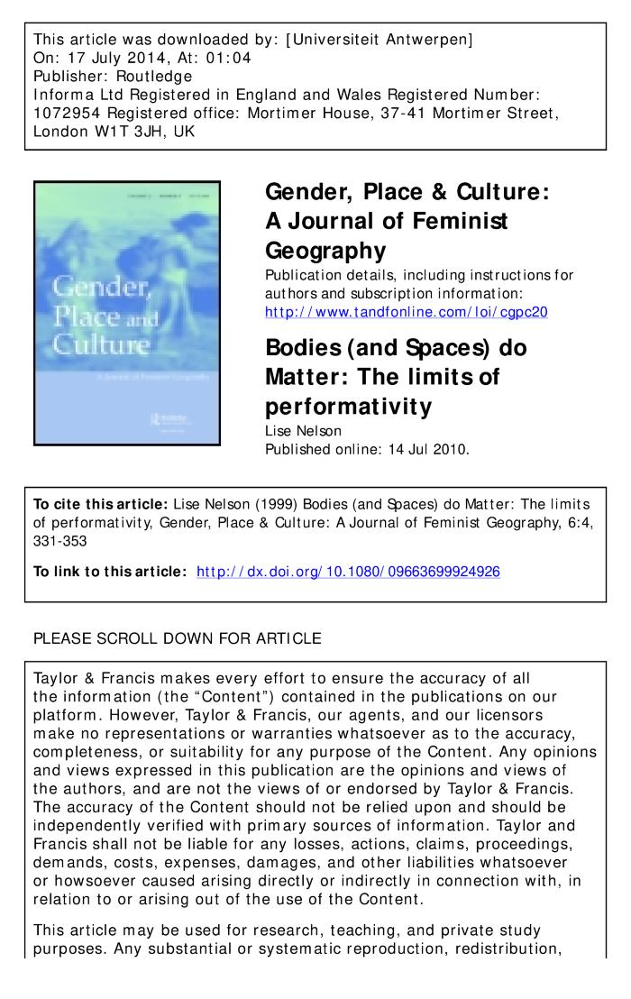 This article was downloaded by: [Universiteit Antwerpen]
On: 17 July 2014, At: 01:04
Publisher: Routledge
Informa Ltd Registered in England and Wales Registered Number:
1072954 Registered office: Mortimer House, 37-41 Mortimer Street,
London W1T 3JH, UK
Gender,
Place and
Culture
Gender, Place & Culture:
A Journal of Feminist
Geography
Publication details, including instructions for
authors and subscription information:
http://www.tandfonline.com/loi/cgpc20
Bodies (and Spaces) do
Matter: The limits of
performativity
Lise Nelson
Published online: 14 Jul 2010.
To cite this article: Lise Nelson (1999) Bodies (and Spaces) do Matter: The limits
of performativity, Gender, Place & Culture: A Journal of Feminist Geography, 6:4,
331-353
To link to this article: http://dx.doi.org/10.1080/09663699924926
PLEASE SCROLL DOWN FOR ARTICLE
Taylor & Francis makes every effort to ensure the accuracy of all
the information (the “Content”) contained in the publications on our
platform. However, Taylor & Francis, our agents, and our licensors
make no representations or warranties whatsoever as to the accuracy,
completeness, or suitability for any purpose of the Content. Any opinions
and views expressed in this publication are the opinions and views of
the authors, and are not the views of or endorsed by Taylor & Francis.
The accuracy of the Content should not be relied upon and should be
independently verified with primary sources of information. Taylor and
Francis shall not be liable for any losses, actions, claims, proceedings,
demands, costs, expenses, damages, and other liabilities whatsoever
or howsoever caused arising directly or indirectly in connection with, in
relation to or arising out of the use of the Content.
This article may be used for research, teaching, and private study
purposes. Any substantial or systematic reproduction, redistribution,